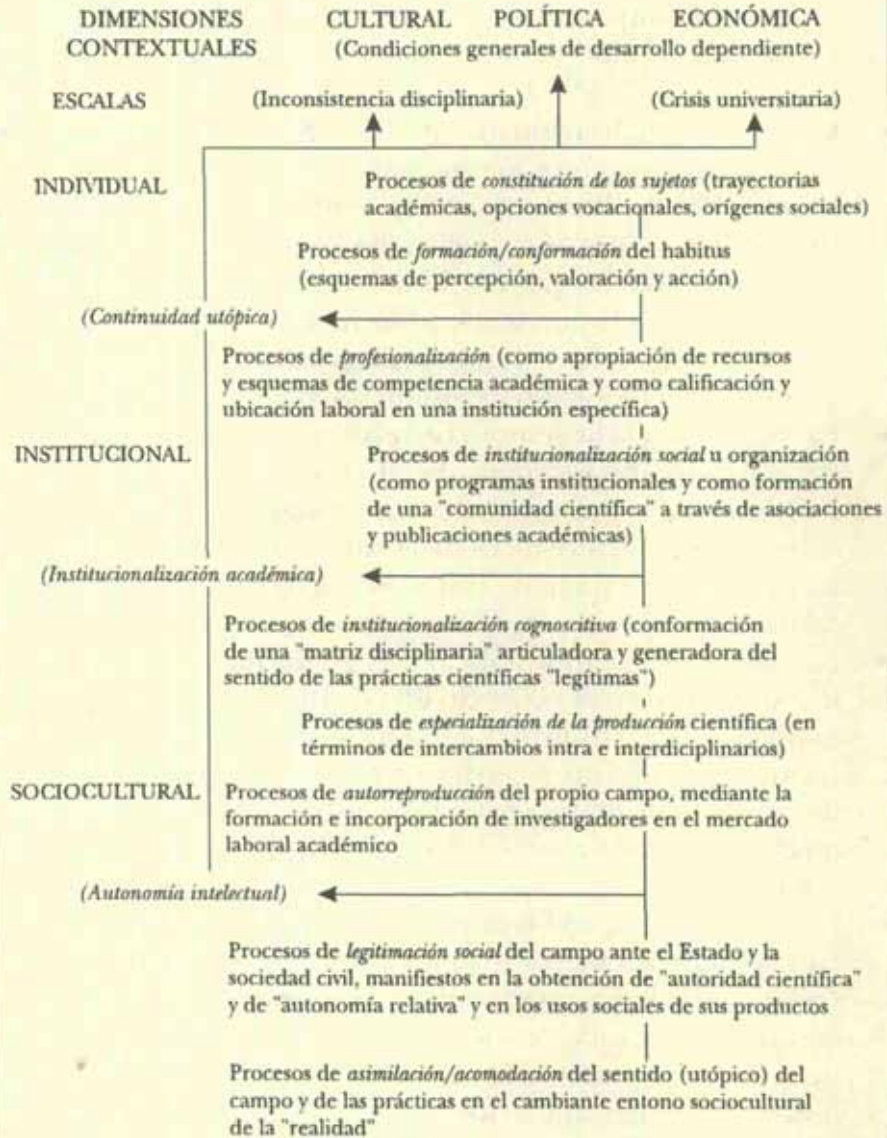 DIMENSIONES CULTURAL POLÍTICA ECONÓMICA
CONTEXTUALES (Condiciones generales de desarrollo dependiente)
ESCALAS (Inconsistencia disciplinaria) (Crisis universitaria)
INDIVIDUAL Procesos de constitución de los sujetos (trayectorias
académicas, opciones vocacionales, orígenes sociales)
Procesos de formación/conformación del habitus
(esquemas de percepción, valoración y acción)
(Continuidad utópica)
Procesos de profesionalización (como apropiación de recursos
y esquemas de competencia académica y como calificación y
ubicación laboral en una institución específica)
INSTITUCIONAL Procesos de institucionalización social u organización
(como programas institucionales y como formación
de una "comunidad científica" a través de asociaciones
y publicaciones académicas)
(Institucionalización académica)
Procesos de institucionalización cognoscitiva (conformación
de una "matriz disciplinaria" articuladora y generadora del
sentido de las prácticas científicas "legítimas")
Procesos de especialización de la producción científica (en
términos de intercambios intra e interdiciplinarios)
SOCIOCULTURAL Procesos de autorreproducción del propio campo, mediante la
formación e incorporación de investigadores en el mercado
laboral académico
(Autonomía intelectual)
Procesos de legitimación social del campo ante el Estado y la
sociedad civil, manifiestos en la obtención de "autoridad científica"
y de "autonomía relativa" y en los usos sociales de sus productos
Procesos de asimilación/acomodación del sentido (utópico) del
campo y de las prácticas en el cambiante entono sociocultural
de la "realidad"